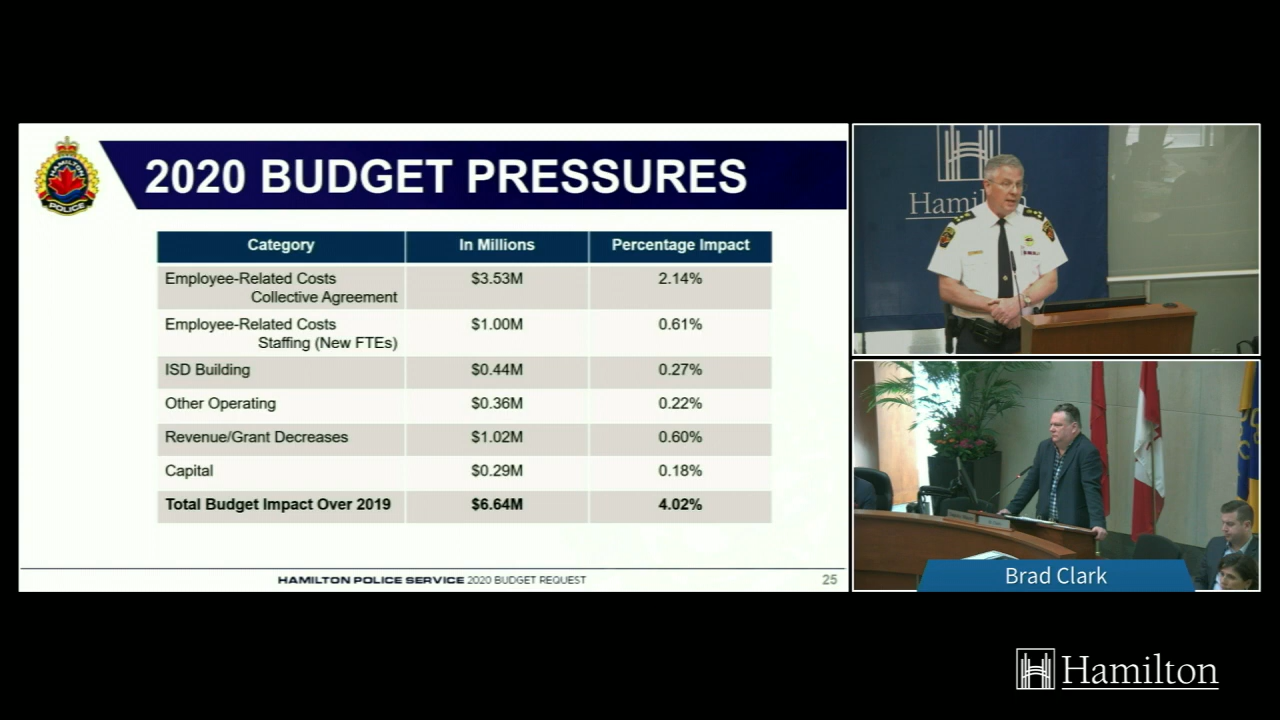 HAMILTON
POLICE
2020 BUDGET PRESSURES
Category In Millions Percentage Impact
Employee-Related Costs
Collective Agreement $3.53M 2.14%
Employee-Related Costs
Staffing (New FTEs) $1.00M 0.61%
ISD Building $0.44M 0.27%
Other Operating $0.36M 0.22%
Revenue/Grant Decreases $1.02M 0.60%
Capital $0.29M 0.18%
Total Budget Impact Over 2019 $6.64M 4.02%
HAMILTON POLICE SERVICE 2020 BUDGET REQUEST 25
Hamilton
Brad Clark
Hamilton